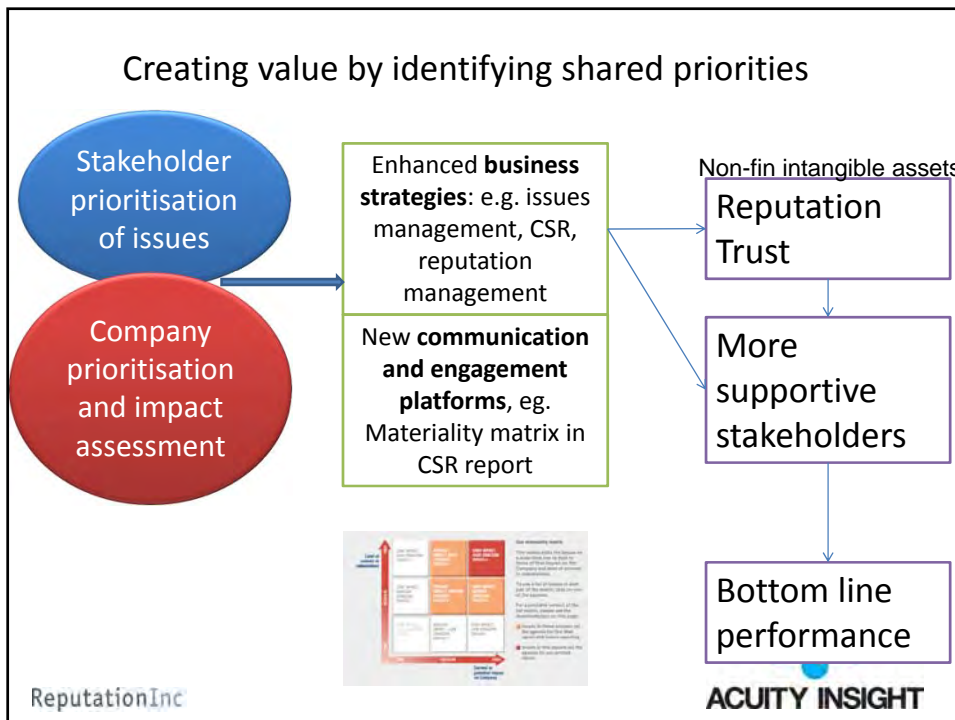 Creating value by identifying shared priorities
Stakeholder
prioritisation
of issues
Company
prioritisation
and impact
assessment
Enhanced business
strategies: e.g. issues
management, CSR,
reputation
management
New communication
and engagement
platforms, eg.
Materiality matrix in
CSR report
Non-fin intangible assets
Reputation
Trust
More
supportive
stakeholders
Bottom line
performance
ReputationInc
ACUITY INSIGHT